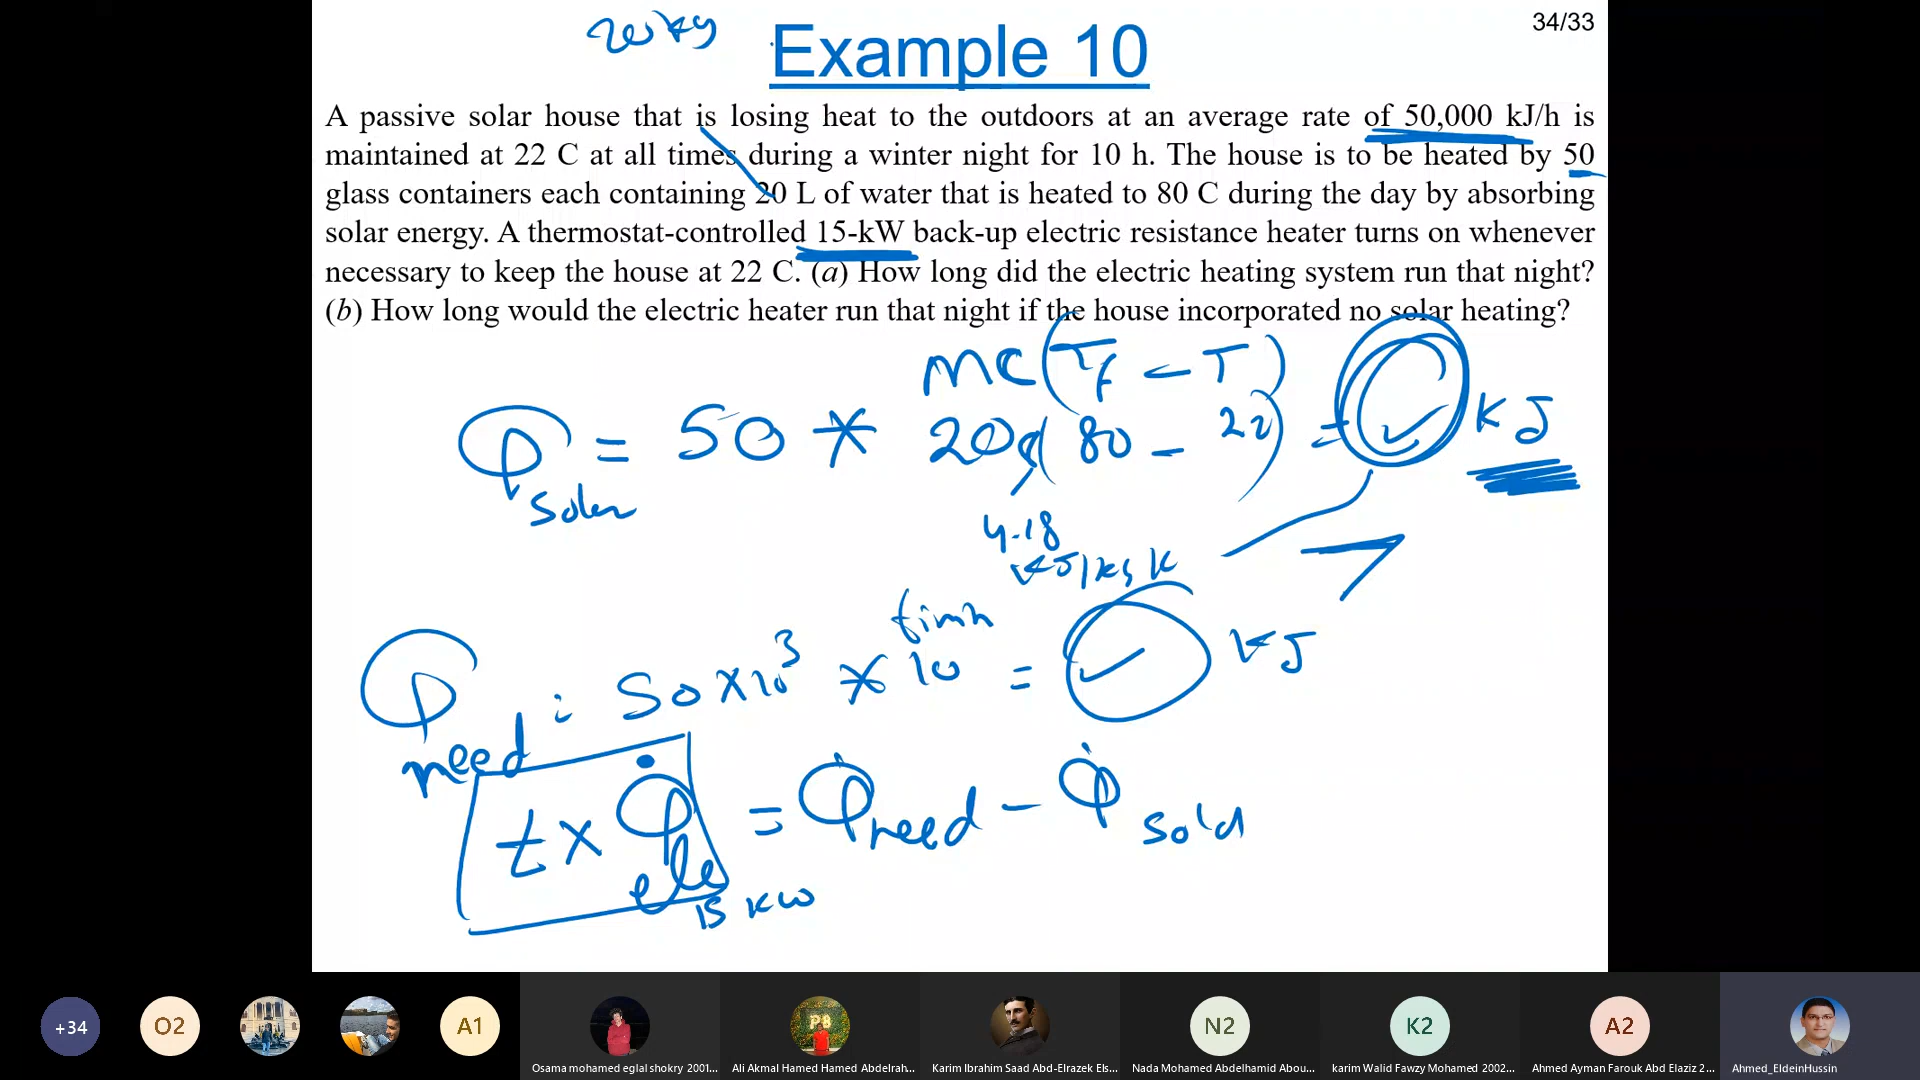 34/33
20 kg
Example 10
A passive solar house that is losing heat to the outdoors at an average rate of 50,000 kJ/h is
maintained at 22 C at all times during a winter night for 10 h. The house is to be heated by 50
glass containers each containing 20 L of water that is heated to 80 C during the day by absorbing
solar energy. A thermostat-controlled 15-kW back-up electric resistance heater turns on whenever
necessary to keep the house at 22 C. (a) How long did the electric heating system run that night?
(b) How long would the electric heater run that night if the house incorporated no solar heating?
MC(Tf - T)
Q solar = 50 * 20 (80 - 22) = ✓ kJ
4.18
kJ/kg K
Q need = 50×10³ * 10 = ✓ kJ
t × Q̇ ele = Q̇ need - Q̇
15 kW
+34
O2
A1
N2
K2
A2
Osama mohamed eglal shokry 2001...
Ali Akmal Hamed Hamed Abdelrah...
Karim Ibrahim Saad Abd-Elrazek Els...
Nada Mohamed Abdelhamid Abou...
karim Walid Fawzy Mohamed 2002...
Ahmed Ayman Farouk Abd Elaziz 2...
Ahmed_EldeinHussin